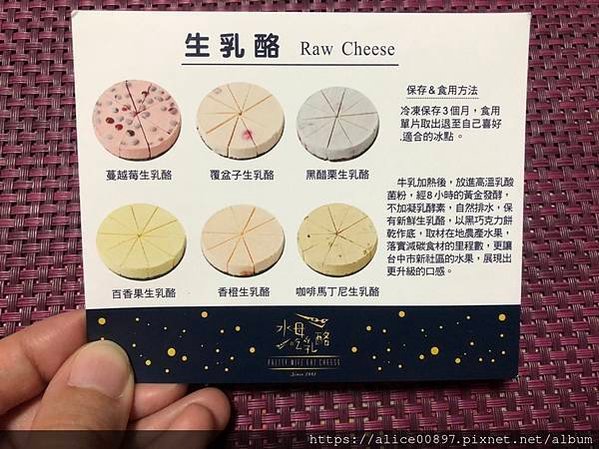 生乳酪 Raw Cheese
蔓越莓生乳酪
覆盆子生乳酪
黑醋栗生乳酪
百香果生乳酪
香橙生乳酪
咖啡馬丁尼生乳酪
保存&食用方法
冷凍保存3個月，食用
單片取出退至自己喜好
適合的冰點。
牛乳加熱後，放進高溫乳酸
菌粉，經8小時的黃金發酵，
不加凝乳酵素，自然排水，保
有新鮮生乳酪，以黑巧克力餅
乾作底，取材在地農產水果，
落實減碳食材的里程數，更讓
台中市新社區的水果，展現出
更升級的口感。
水母吃乳酪
PRETTY WIFE EAT CHEESE
https://alice00897.pixnet.net/album